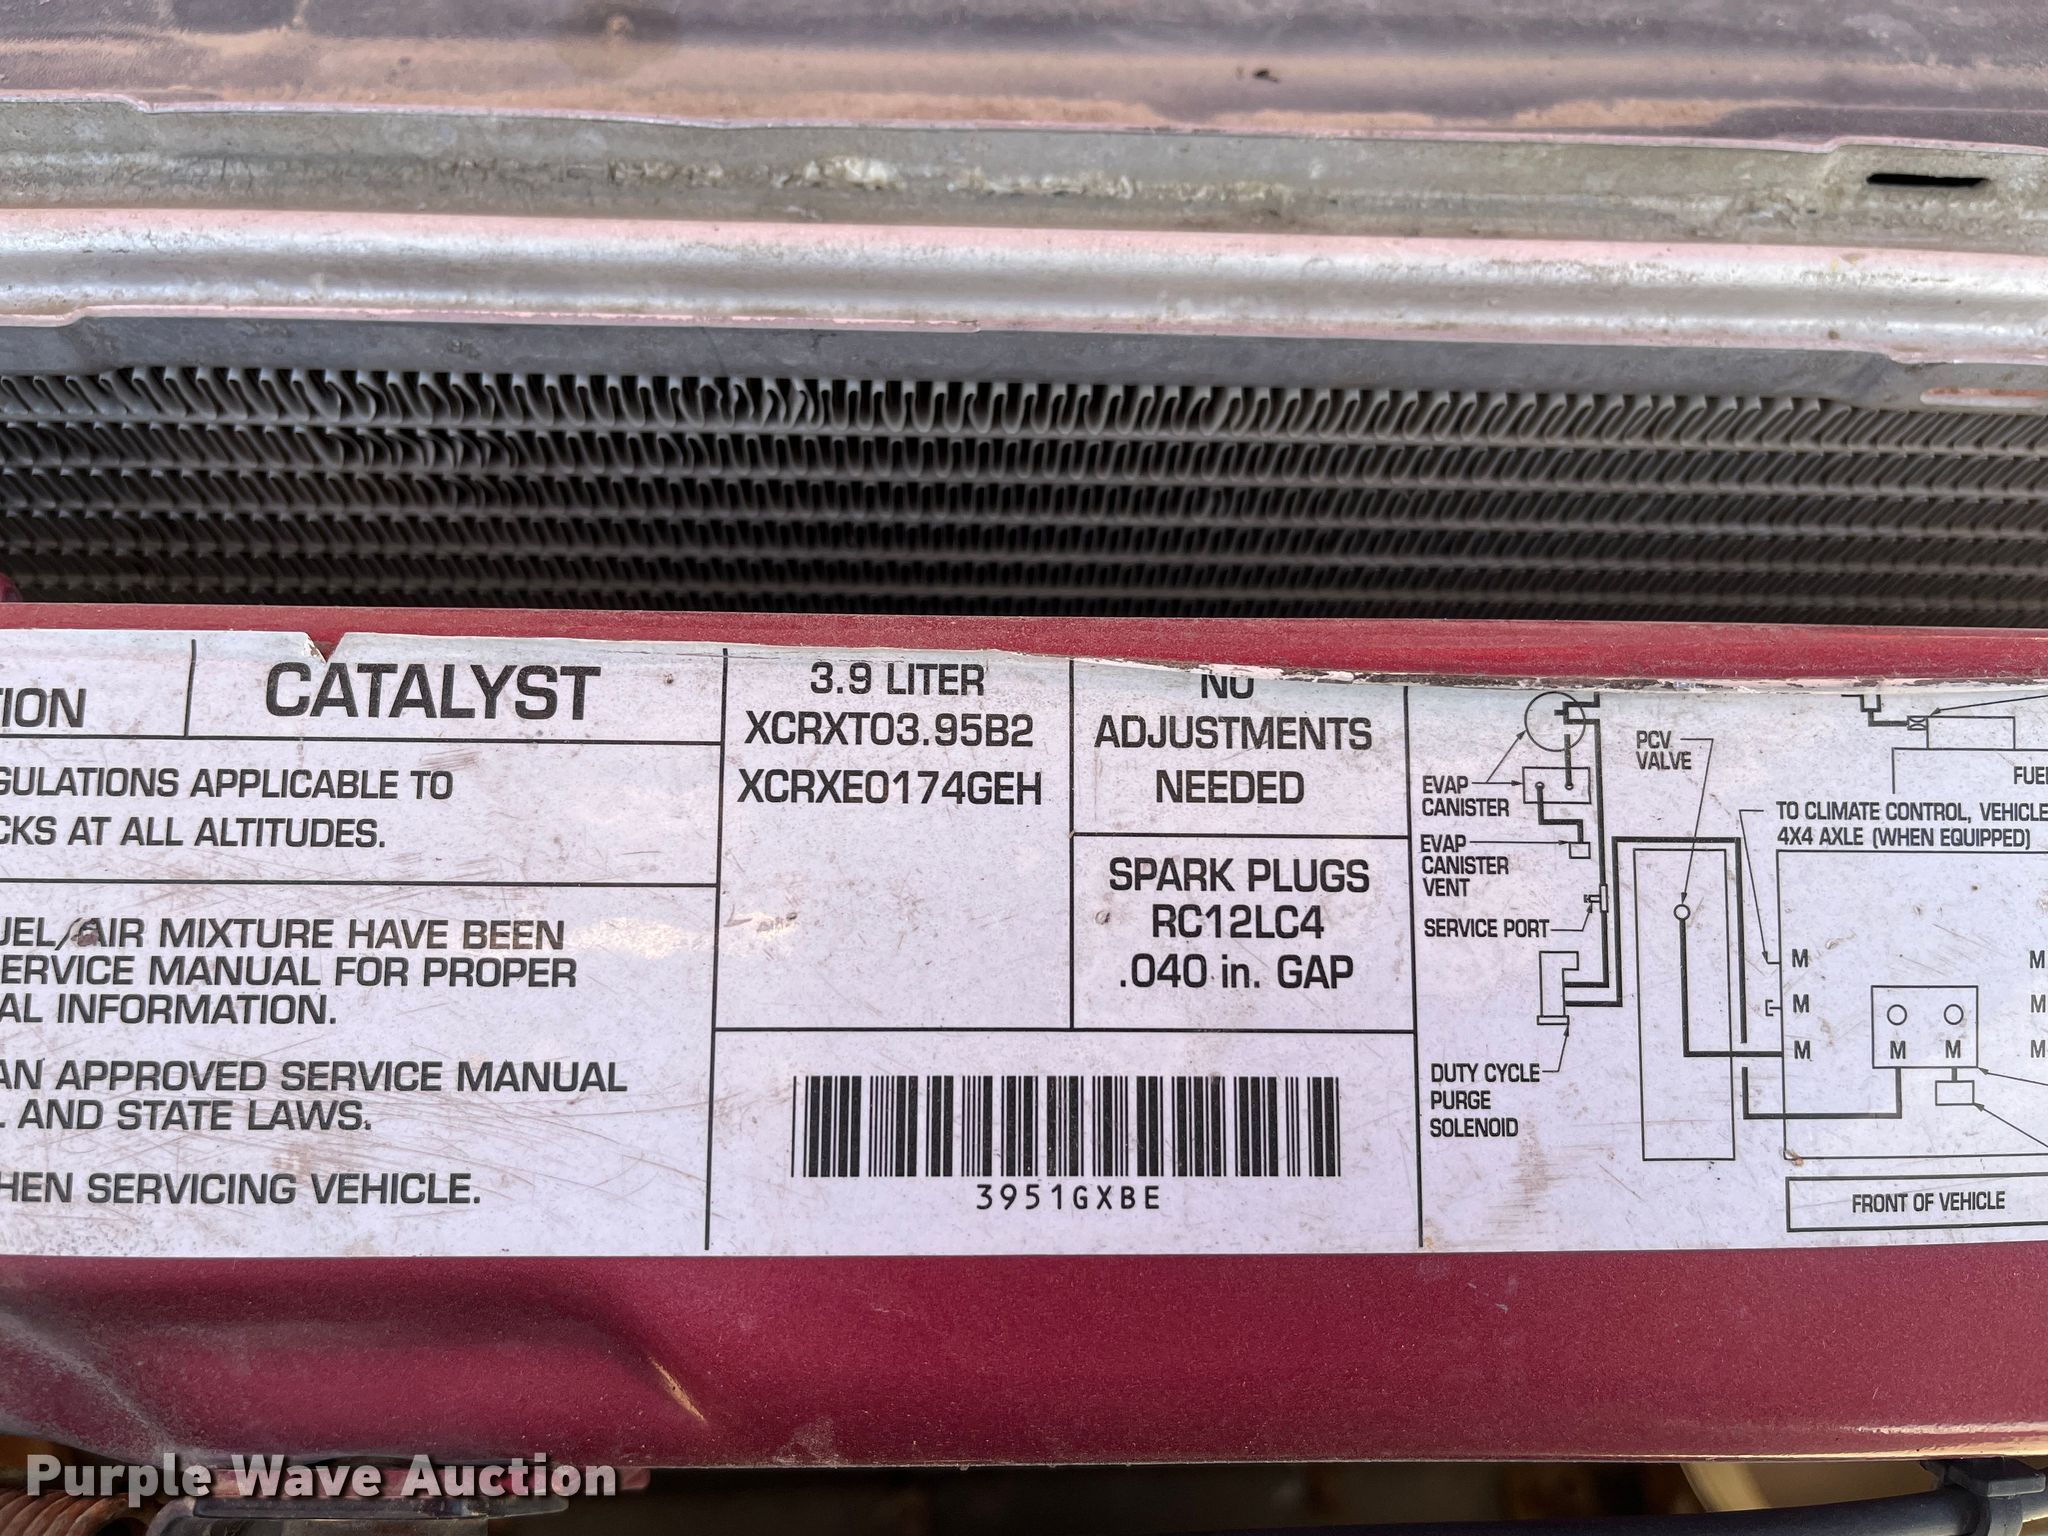 TION
CATALYST
GULATIONS APPLICABLE TO
CKS AT ALL ALTITUDES.
UEL/AIR MIXTURE HAVE BEEN
ERVICE MANUAL FOR PROPER
AL INFORMATION.
AN APPROVED SERVICE MANUAL
L AND STATE LAWS.
HEN SERVICING VEHICLE.
3.9 LITER
XCRXT03.95B2
XCRXE0174GEH
NO
ADJUSTMENTS
NEEDED
SPARK PLUGS
RC12LC4
.040 in. GAP
3951GXBE
EVAP
CANISTER
EVAP
CANISTER
VENT
SERVICE PORT
DUTY CYCLE
PURGE
SOLENOID
PCV
VALVE
FUE
TO CLIMATE CONTROL, VEHICLE
4X4 AXLE (WHEN EQUIPPED)
M M
M M
M M M M
FRONT OF VEHICLE
Purple Wave Auction